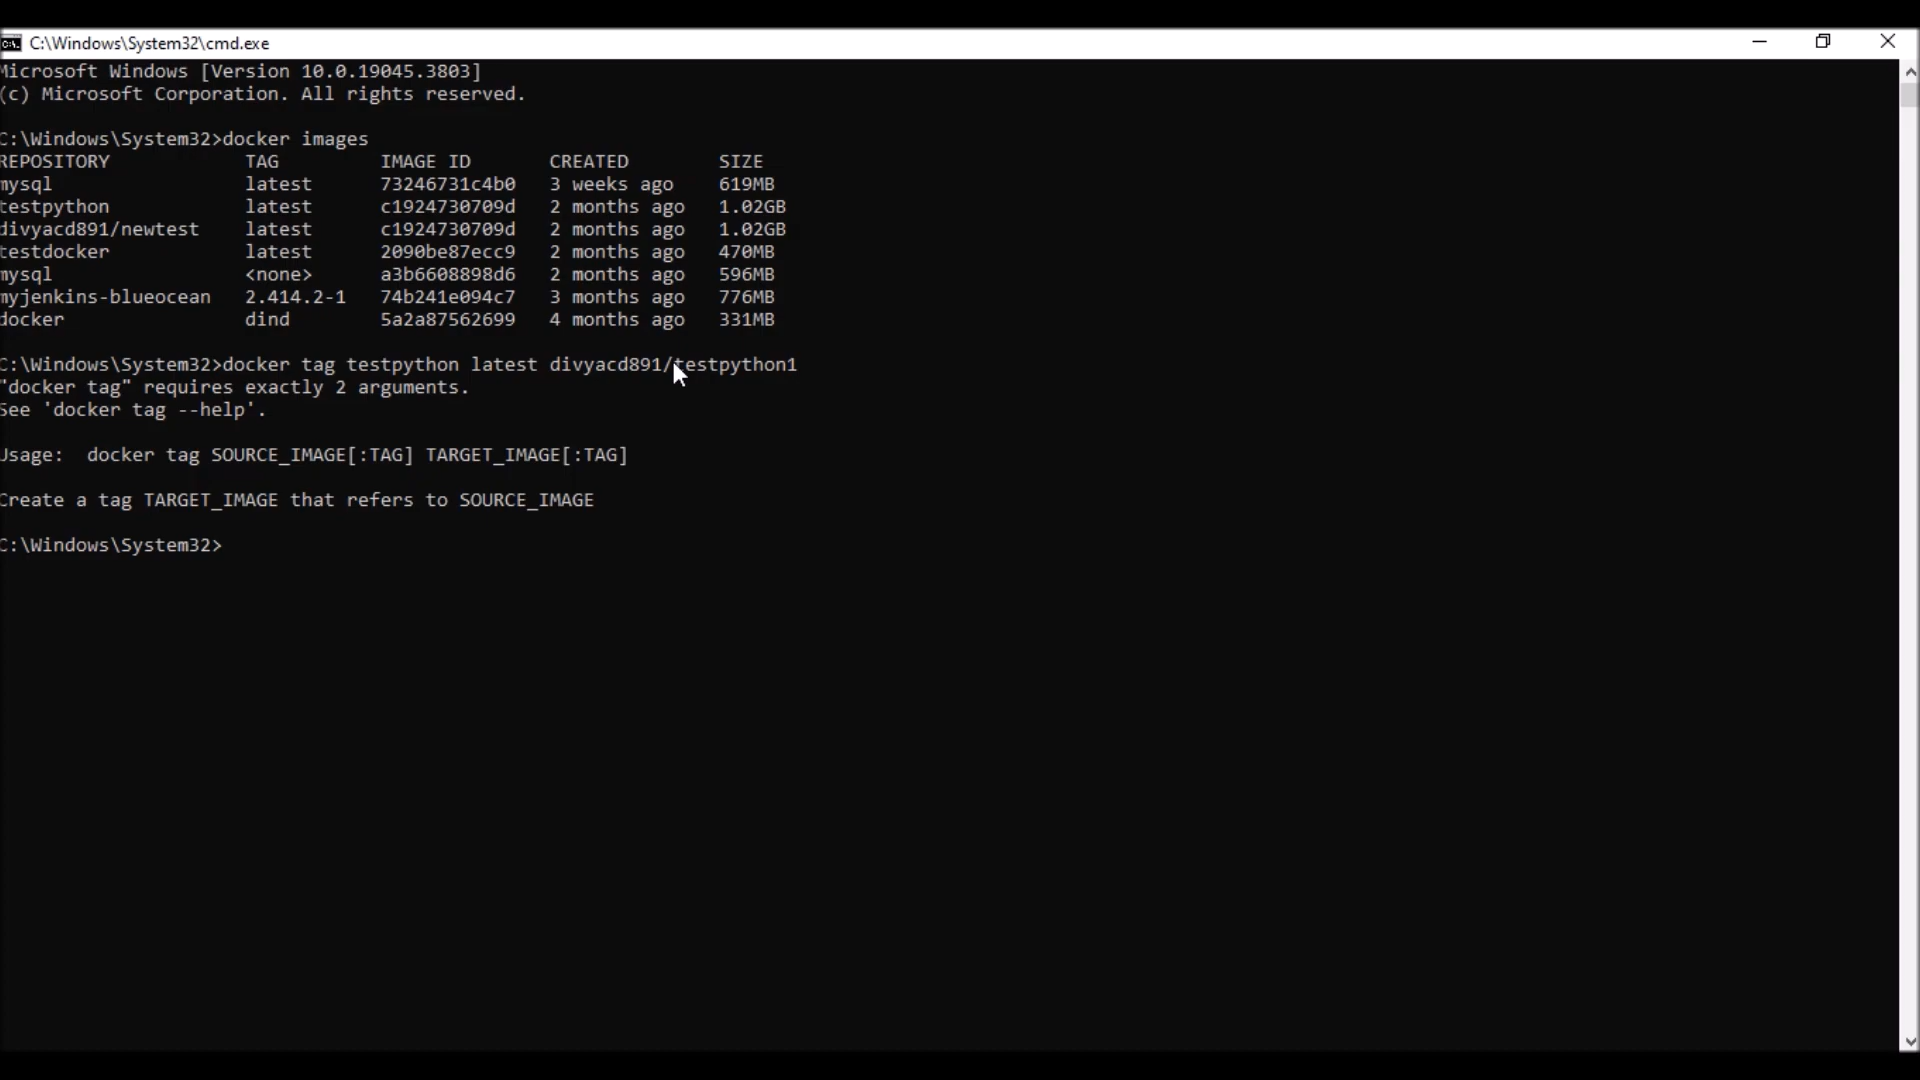 C:\Windows\System32\cmd.exe
Microsoft Windows [Version 10.0.19045.3803]
(c) Microsoft Corporation. All rights reserved.
C:\Windows\System32>docker images
REPOSITORY TAG IMAGE ID CREATED SIZE
mysql latest 73246731c4b0 3 weeks ago 619MB
testpython latest c1924730709d 2 months ago 1.02GB
divyacd891/newtest latest c1924730709d 2 months ago 1.02GB
testdocker latest 2090be87ecc9 2 months ago 470MB
mysql <none> a3b6608898d6 2 months ago 596MB
myjenkins-blueocean 2.414.2-1 74b241e094c7 3 months ago 776MB
docker dind 5a2a87562699 4 months ago 331MB
C:\Windows\System32>docker tag testpython latest divyacd891/testpython1
"docker tag" requires exactly 2 arguments.
See 'docker tag --help'.
Usage:  docker tag SOURCE_IMAGE[:TAG] TARGET_IMAGE[:TAG]
Create a tag TARGET_IMAGE that refers to SOURCE_IMAGE
C:\Windows\System32>